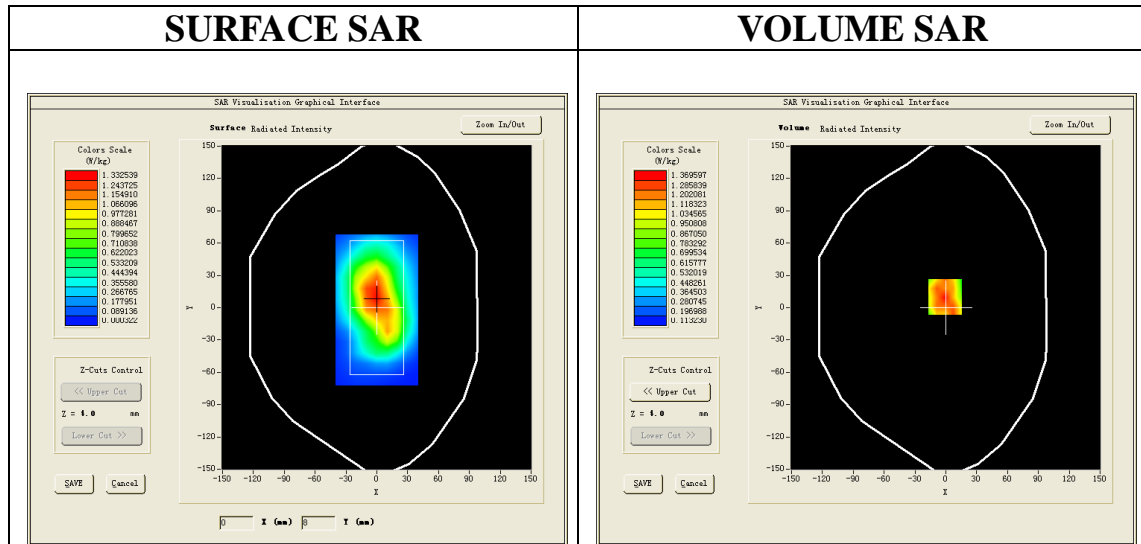 SURFACE SAR
VOLUME SAR
SAR Visualisation Graphical Interface
Surface Radiated Intensity
Zoom In/Out
Colors Scale
(W/kg)
1.332539
1.243725
1.154910
1.066096
0.977281
0.888467
0.799652
0.710838
0.622023
0.533209
0.444394
0.355580
0.266765
0.177951
0.089136
0.000322
150
120
90
60
30
0
-30
-60
-90
-120
-150
Y
-150 -120 -90 -60 -30 0 30 60 90 120 150
X
Z-Cuts Control
<< Upper Cut
Z = 4.0 mm
Lower Cut >>
SAVE Cancel
0 X (mm) 8 Y (mm)
SAR Visualisation Graphical Interface
Volume Radiated Intensity
Zoom In/Out
Colors Scale
(W/kg)
1.369597
1.285839
1.202081
1.118323
1.034565
0.950808
0.867050
0.783292
0.699534
0.615777
0.532019
0.448261
0.364503
0.280745
0.196988
0.113230
150
120
90
60
30
0
-30
-60
-90
-120
-150
Y
-150 -120 -90 -60 -30 0 30 60 90 120 150
X
Z-Cuts Control
<< Upper Cut
Z = 4.0 mm
Lower Cut >>
SAVE Cancel